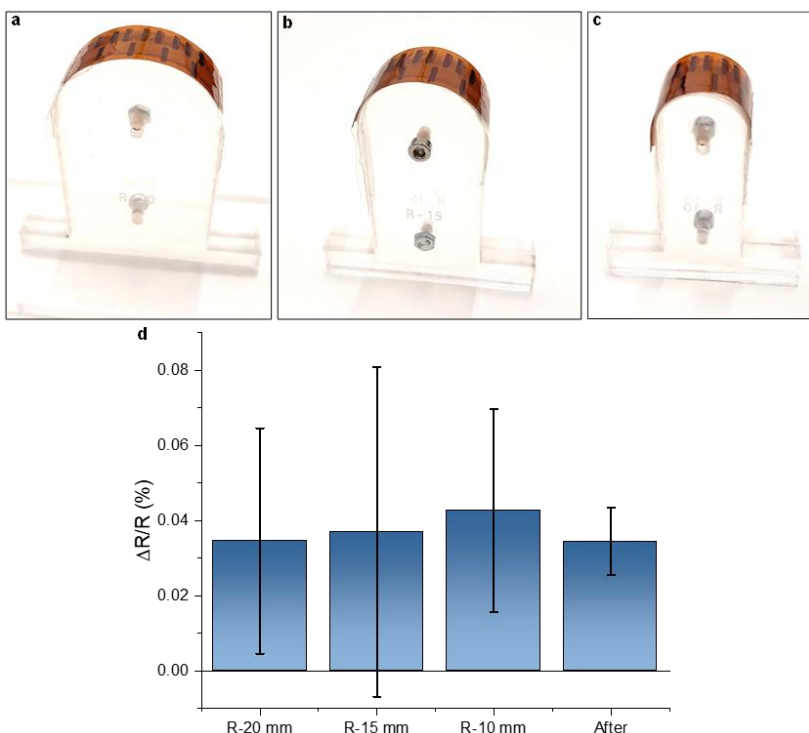 a
b
c
R-15
d
0.08
0.06
0.04
0.02
0.00
ΔR/R (%)
R-20 mm
R-15 mm
R-10 mm
After